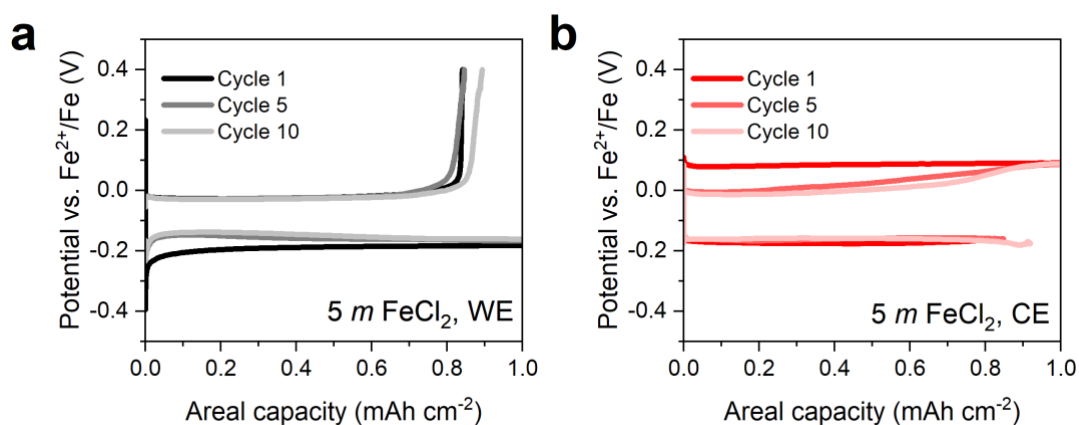 a
Potential vs. Fe²⁺/Fe (V)
0.4
0.2
0.0
-0.2
-0.4
Cycle 1
Cycle 5
Cycle 10
5 m FeCl₂, WE
0.0 0.2 0.4 0.6 0.8 1.0
Areal capacity (mAh cm⁻²)
b
Potential vs. Fe²⁺/Fe (V)
0.4
0.2
0.0
-0.2
-0.4
Cycle 1
Cycle 5
Cycle 10
5 m FeCl₂, CE
0.0 0.2 0.4 0.6 0.8 1.0
Areal capacity (mAh cm⁻²)